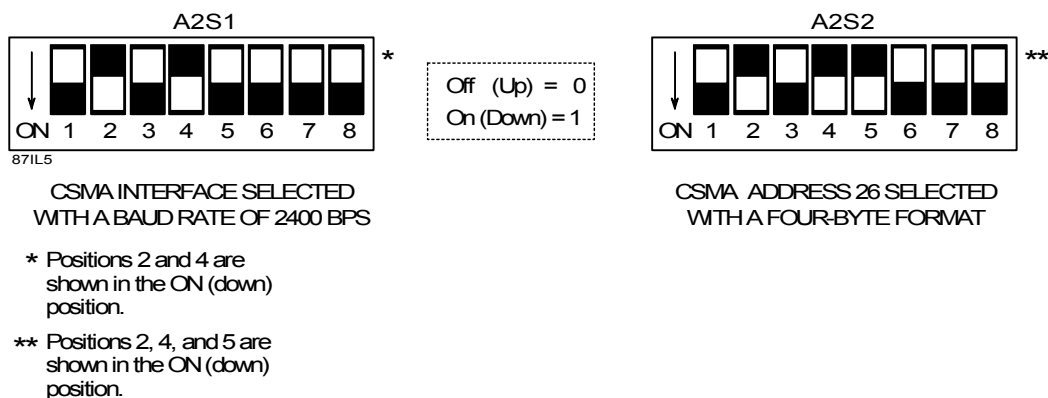 A2S1
*
ON 1 2 3 4 5 6 7 8
87IL5
CSMA INTERFACE SELECTED
WITH A BAUD RATE OF 2400 BPS
* Positions 2 and 4 are
shown in the ON (down)
position.
** Positions 2, 4, and 5 are
shown in the ON (down)
position.
Off (Up) = 0
On (Down) = 1
A2S2
**
ON 1 2 3 4 5 6 7 8
CSMA ADDRESS 26 SELECTED
WITH A FOUR-BYTE FORMAT